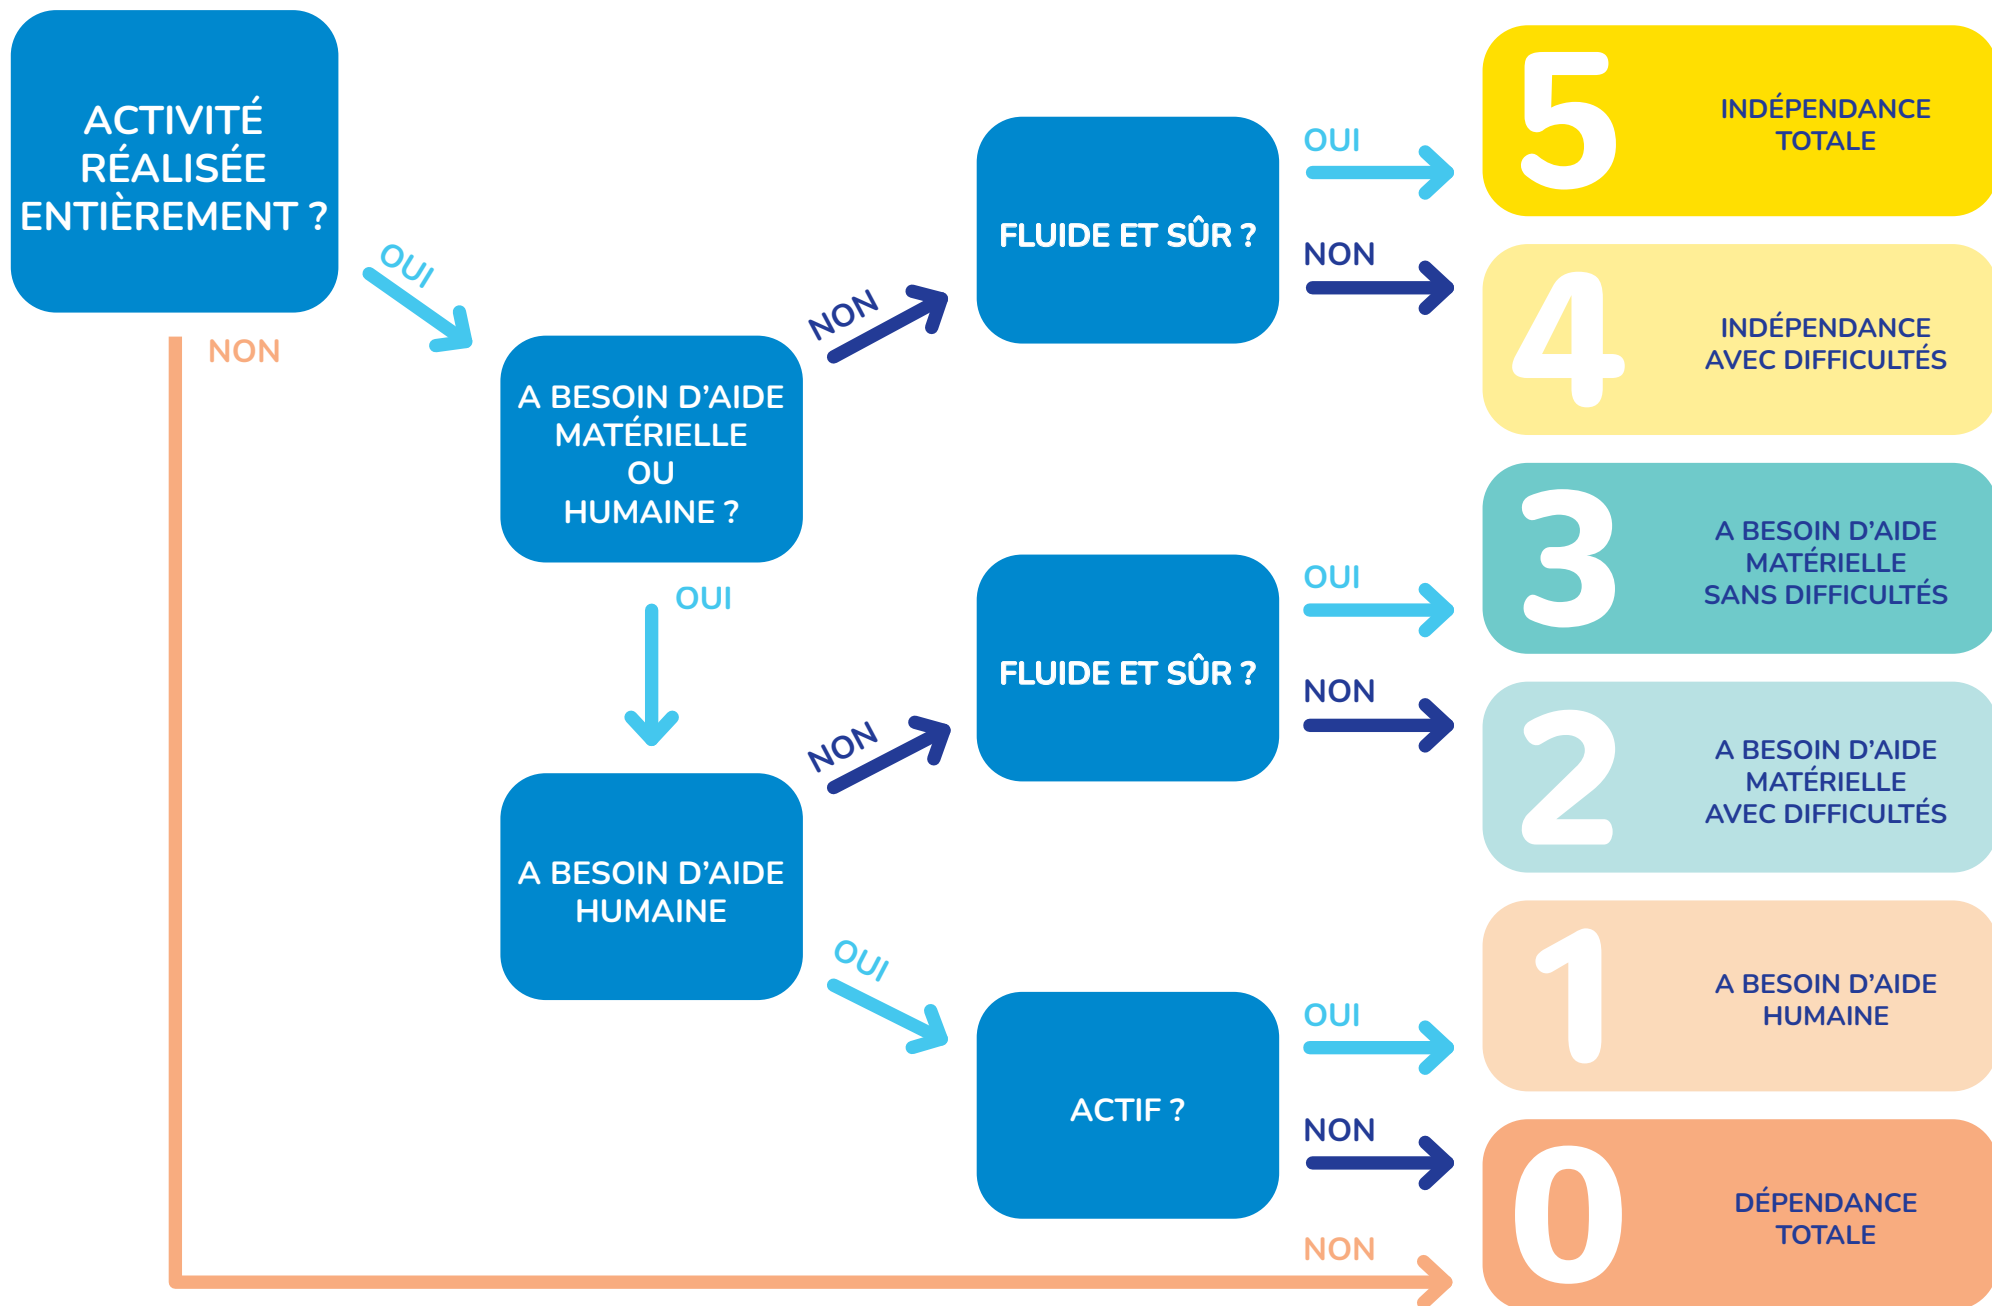 ACTIVITÉ
RÉALISÉE
ENTIÈREMENT ?
OUI
NON
A BESOIN D’AIDE
MATÉRIELLE
OU
HUMAINE ?
NON
OUI
A BESOIN D’AIDE
HUMAINE
NON
OUI
FLUIDE ET SÛR ?
OUI
NON
FLUIDE ET SÛR ?
OUI
NON
ACTIF ?
OUI
NON
NON
5
INDÉPENDANCE
TOTALE
4
INDÉPENDANCE
AVEC DIFFICULTÉS
3
A BESOIN D’AIDE
MATÉRIELLE
SANS DIFFICULTÉS
2
A BESOIN D’AIDE
MATÉRIELLE
AVEC DIFFICULTÉS
1
A BESOIN D’AIDE
HUMAINE
0
DÉPENDANCE
TOTALE